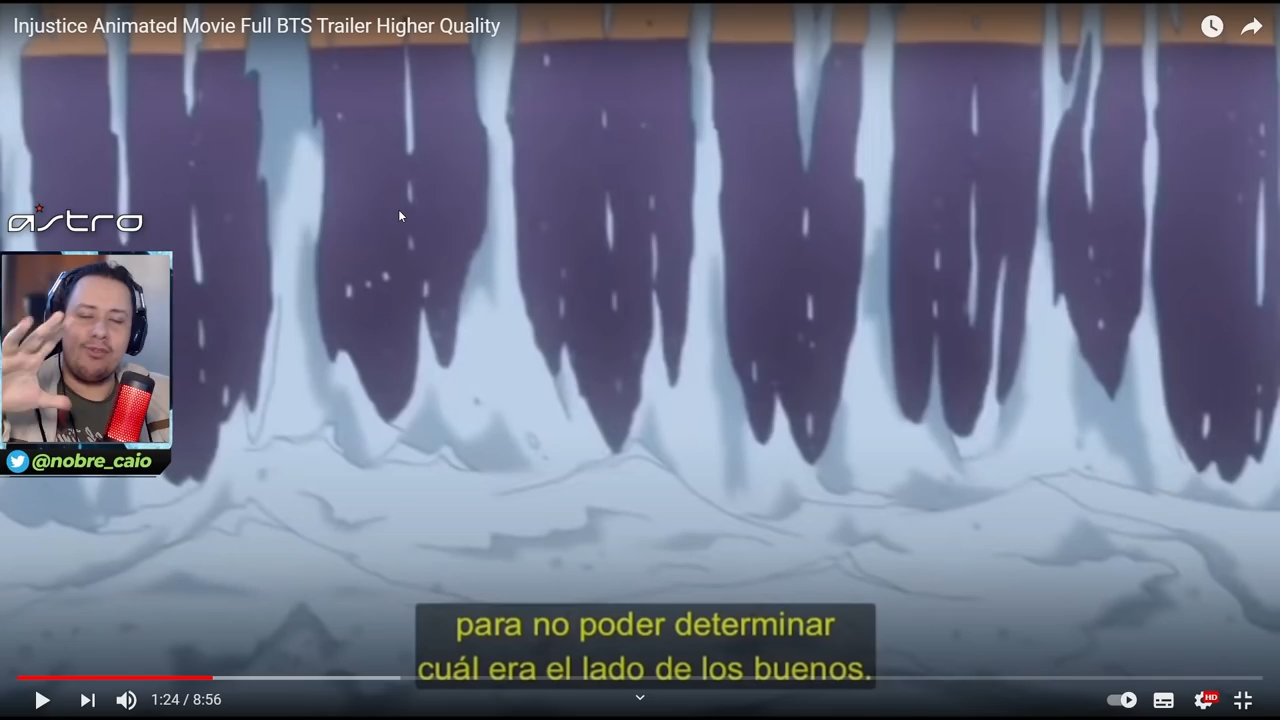 Injustice Animated Movie Full BTS Trailer Higher Quality
astro
@nobre_caio
para no poder determinar
cuál era el lado de los buenos.
1:24 / 8:56
HD